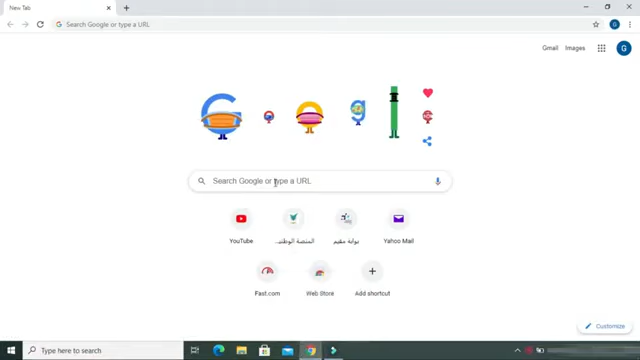 New Tab
Search Google or type a URL
G
Gmail Images
G
G g l
Search Google or type a URL
YouTube
المنصة الوطني...
بوابة مقيم
Yahoo Mail
Fast.com
Web Store
Add shortcut
Customize
Type here to search